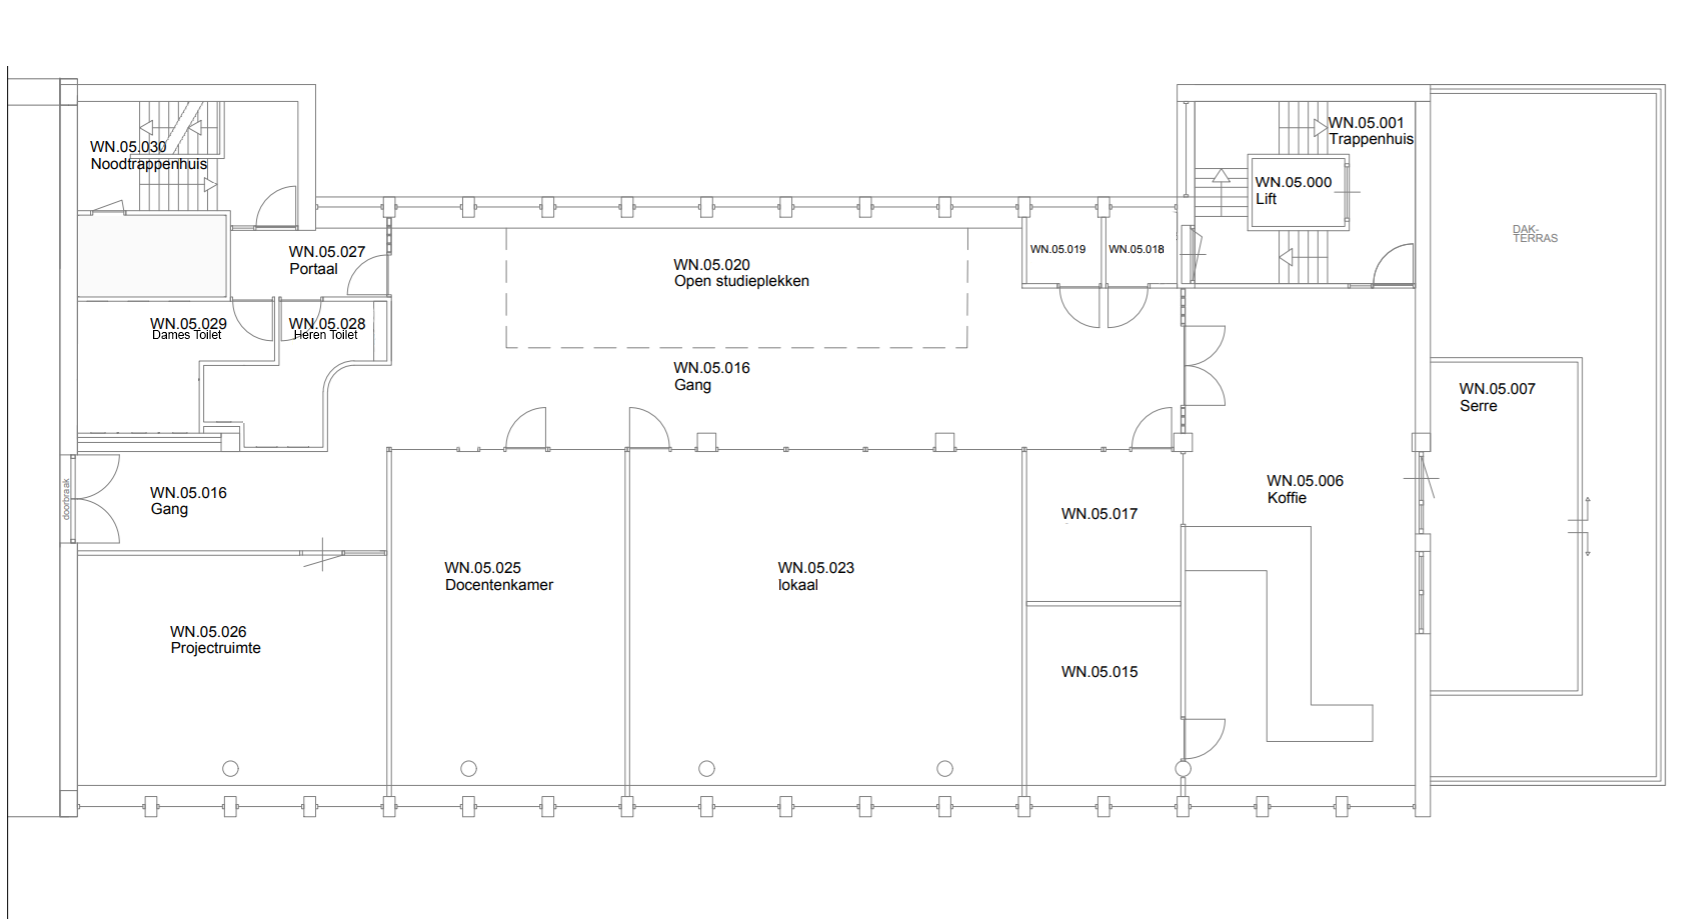 WN.05.030
Noodtrappenhuis
WN.05.001
Trappenhuis
WN.05.000
Lift
DAK-
TERRAS
WN.05.027
Portaal
WN.05.020
Open studieplekken
WN.05.019
WN.05.018
WN.05.029
Dames Toilet
WN.05.028
Heren Toilet
WN.05.016
Gang
WN.05.007
Serre
doorbraak
WN.05.016
Gang
WN.05.006
Koffie
WN.05.017
WN.05.025
Docentenkamer
WN.05.023
lokaal
WN.05.026
Projectruimte
WN.05.015